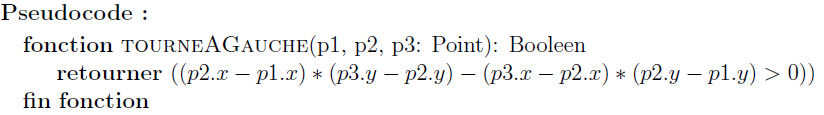 Pseudocode :
fonction TOURNEAGAUCHE(p1, p2, p3: Point): Booleen
retourner ((p2.x − p1.x) ∗ (p3.y − p2.y) − (p3.x − p2.x) ∗ (p2.y − p1.y) > 0))
fin fonction